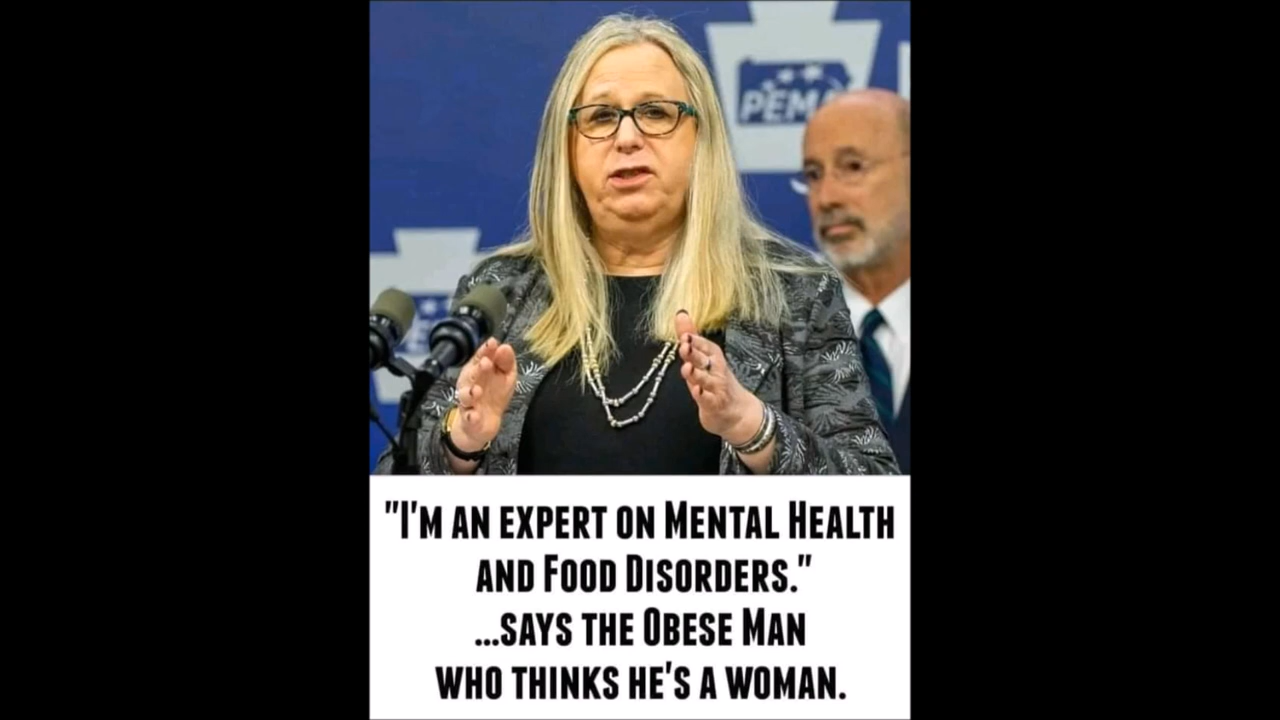 PEMA
"I'M AN EXPERT ON MENTAL HEALTH
AND FOOD DISORDERS."
...SAYS THE OBESE MAN
WHO THINKS HE'S A WOMAN.